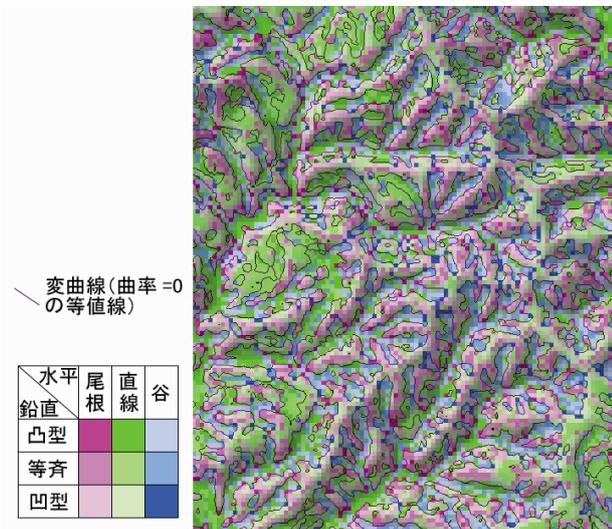 変曲線（曲率 =0
の等値線）
水平
鉛直
尾根
直線
谷
凸型
等斉
凹型